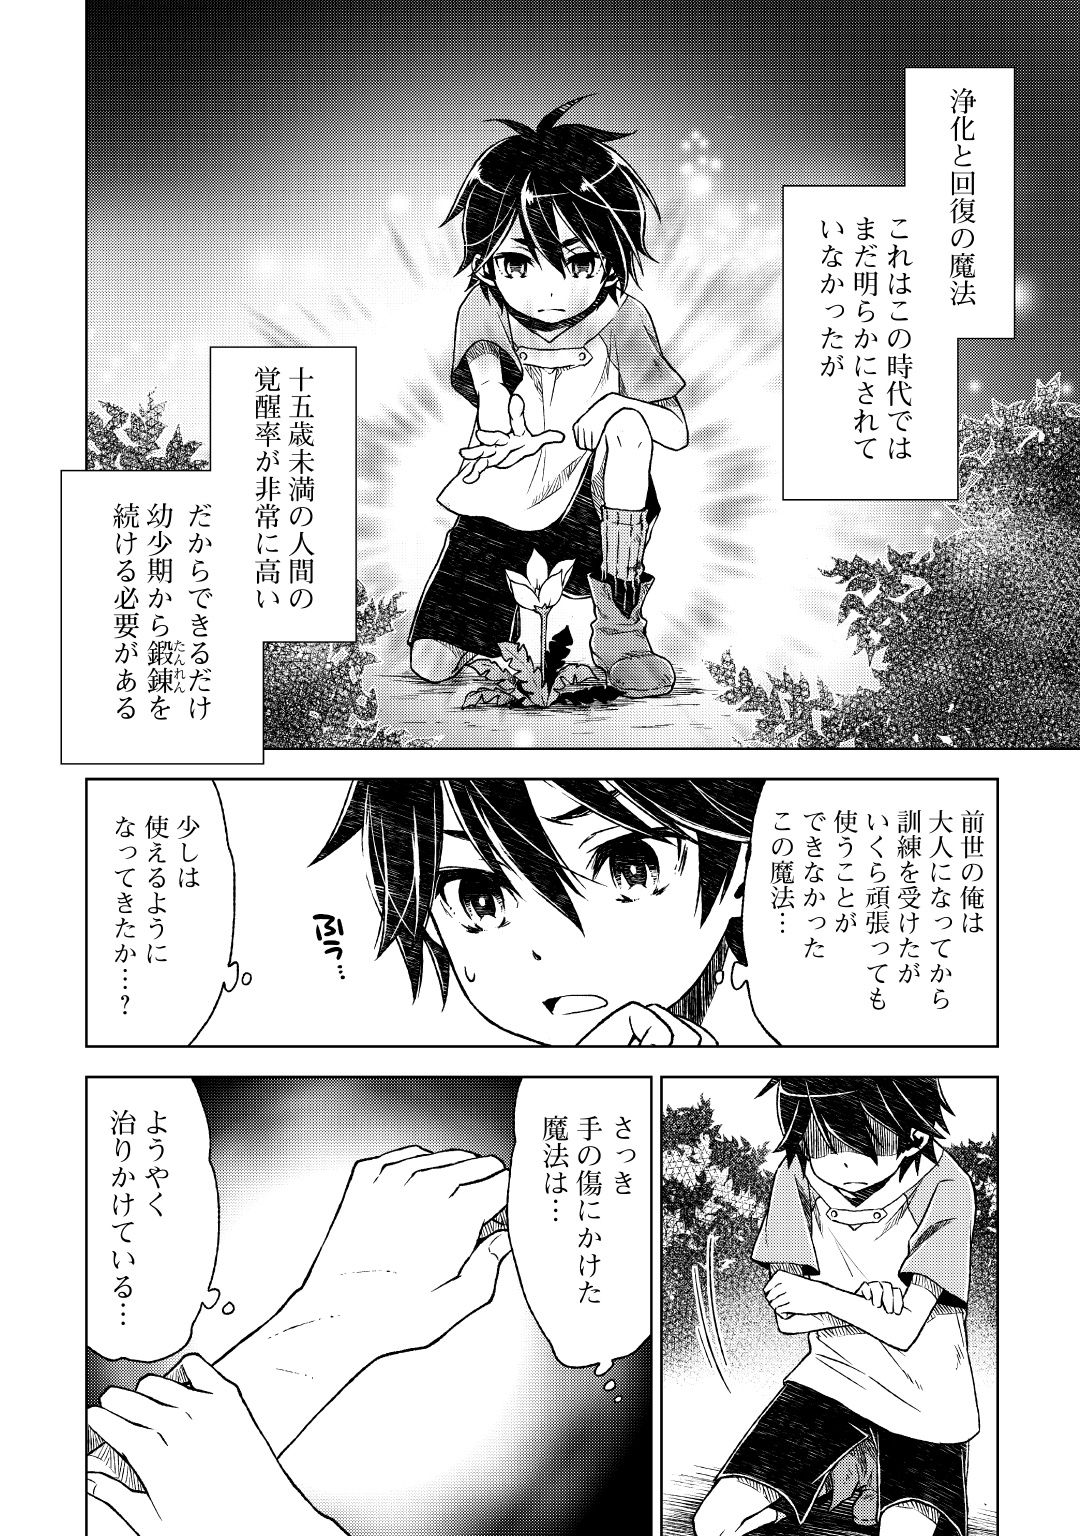 浄化と回復の魔法
これはこの時代では
まだ明らかにされて
いなかったが
十五歳未満の人間の
覚醒率が非常に高い
だからできるだけ
幼少期から鍛錬を
たんれん
続ける必要がある
前世の俺は
大人になってから
訓練を受けたが
いくら頑張っても
使うことが
できなかった
この魔法…
ふぅ…
少しは
使えるように
なってきたか…?
さっき
手の傷にかけた
魔法は…
ようやく
治りかけている…